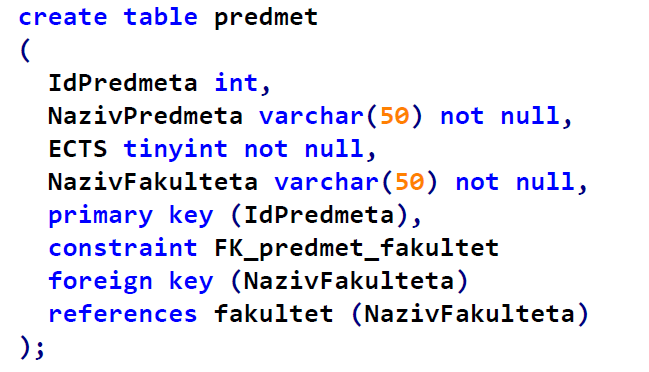 create table predmet
(
IdPredmeta int,
NazivPredmeta varchar(50) not null,
ECTS tinyint not null,
NazivFakulteta varchar(50) not null,
primary key (IdPredmeta),
constraint FK_predmet_fakultet
foreign key (NazivFakulteta)
references fakultet (NazivFakulteta)
);